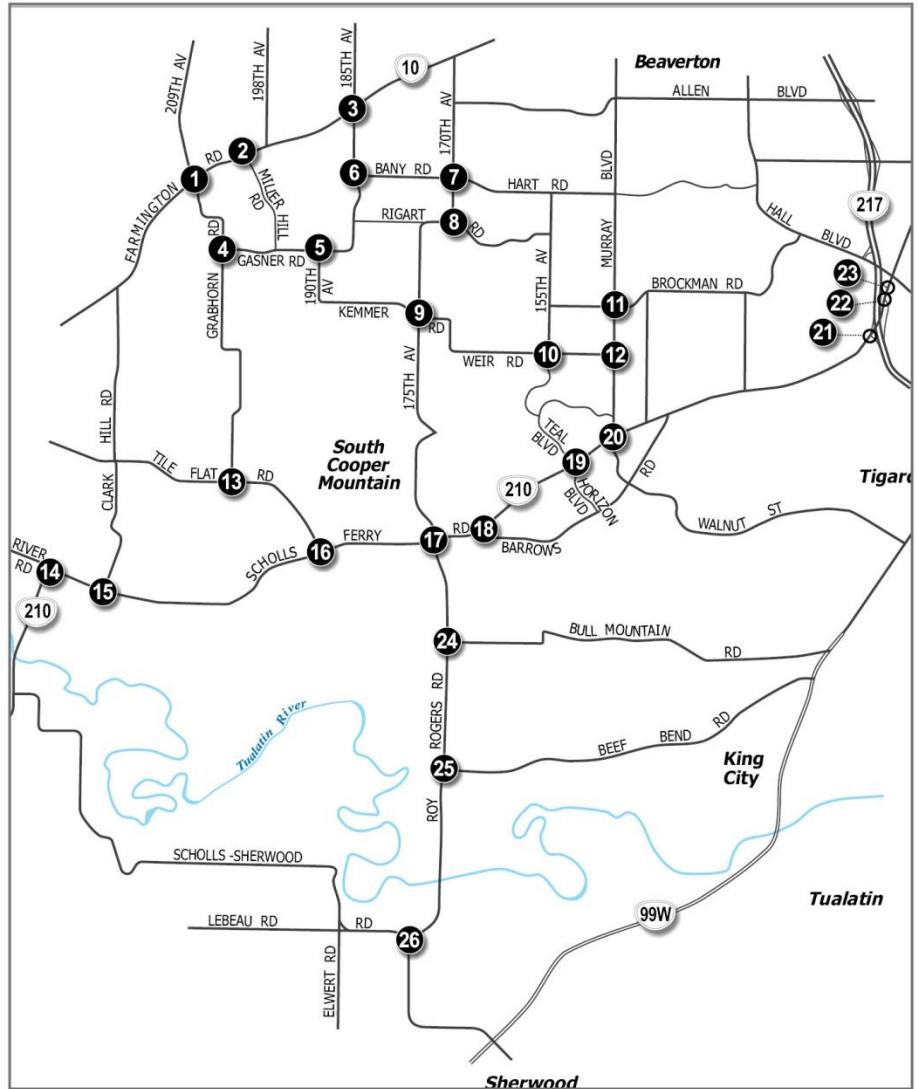 209TH AV
198TH AV
185TH AV
10
170TH AV
Beaverton
ALLEN BLVD
3
2
1
FARMINGTON RD
MILLER HILL RD
6
BANY RD
7
HART RD
MURRAY BLVD
HALL BLVD
217
RIGART RD
8
4
GASNER RD
5
190TH AV
GRABHORN RD
155TH AV
11
BROCKMAN RD
23
22
21
KEMMER RD
9
WEIR RD
10
12
175TH AV
CLARK HILL RD
TILE FLAT RD
13
South
Cooper
Mountain
TEAL BLVD
20
19
HORIZON BLVD
210
18
BARROWS RD
WALNUT ST
Tigard
RIVER RD
14
15
210
SCHOLLS FERRY RD
16
17
24
BULL MOUNTAIN RD
Tualatin River
ROY ROGERS RD
25
BEEF BEND RD
King
City
SCHOLLS -SHERWOOD RD
LEBEAU RD
ELWERT RD
26
99W
Tualatin
Sherwood